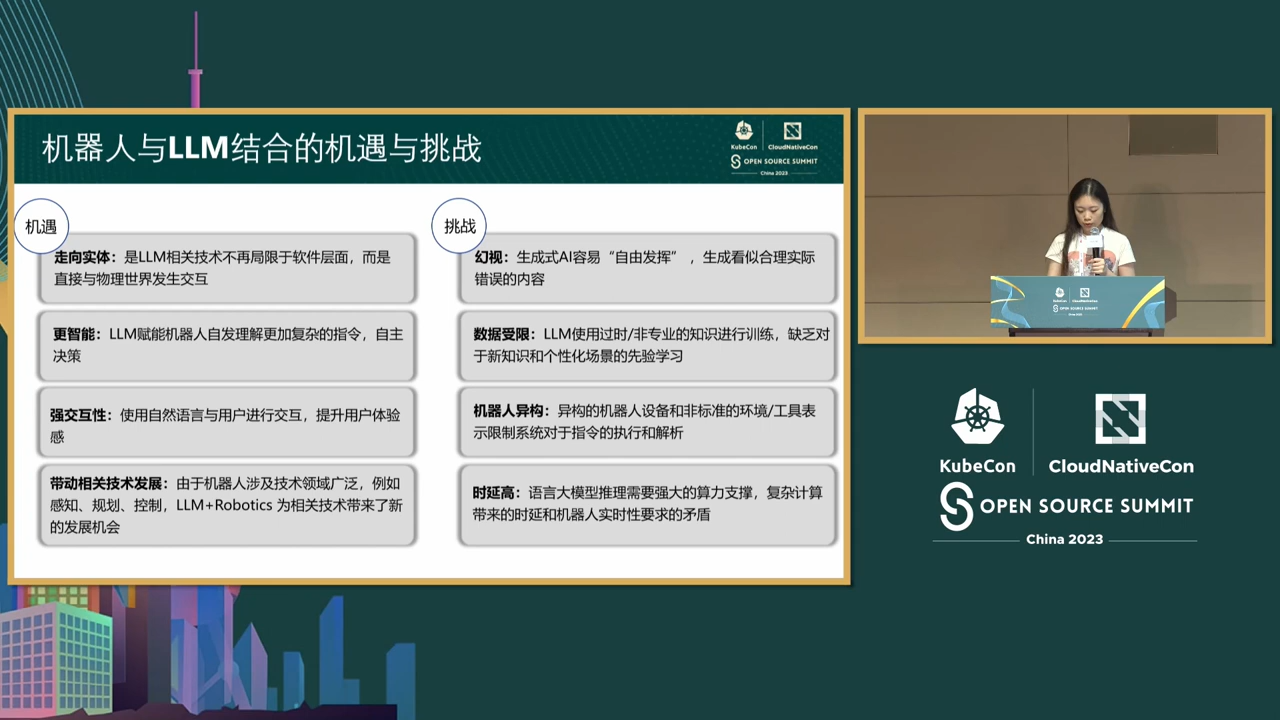 机器人与LLM结合的机遇与挑战
KubeCon
CloudNativeCon
OPEN SOURCE SUMMIT
China 2023
机遇
走向实体：是LLM相关技术不再局限于软件层面，而是
直接与物理世界发生交互
更智能：LLM赋能机器人自发理解更加复杂的指令，自主
决策
强交互性：使用自然语言与用户进行交互，提升用户体验
感
带动相关技术发展：由于机器人涉及技术领域广泛，例如
感知、规划、控制，LLM+Robotics 为相关技术带来了新
的发展机会
挑战
幻视：生成式AI容易“自由发挥”，生成看似合理实际
错误的内容
数据受限：LLM使用过时/非专业的知识进行训练，缺乏对
于新知识和个性化场景的先验学习
机器人异构：异构的机器人设备和非标准的环境/工具表
示限制系统对于指令的执行和解析
时延高：语言大模型推理需要强大的算力支撑，复杂计算
带来的时延和机器人实时性要求的矛盾
KubeCon
CloudNativeCon
OPEN SOURCE SUMMIT
China 2023